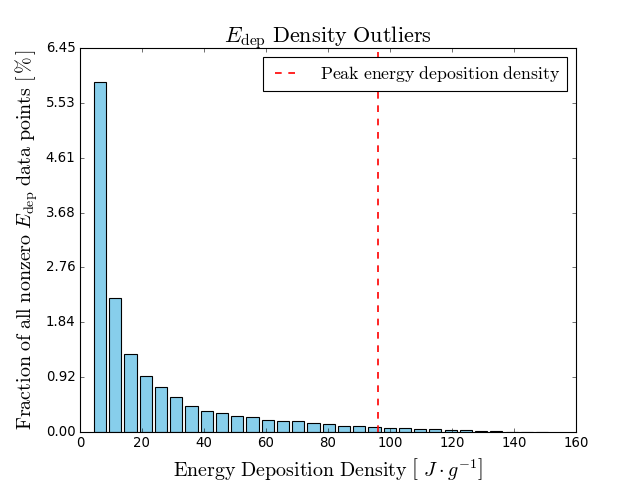 E_dep Density Outliers
Peak energy deposition density
Fraction of all nonzero E_dep data points [%]
6.45
5.53
4.61
3.68
2.76
1.84
0.92
0.00
0 20 40 60 80 100 120 140 160
Energy Deposition Density [ J · g⁻¹]